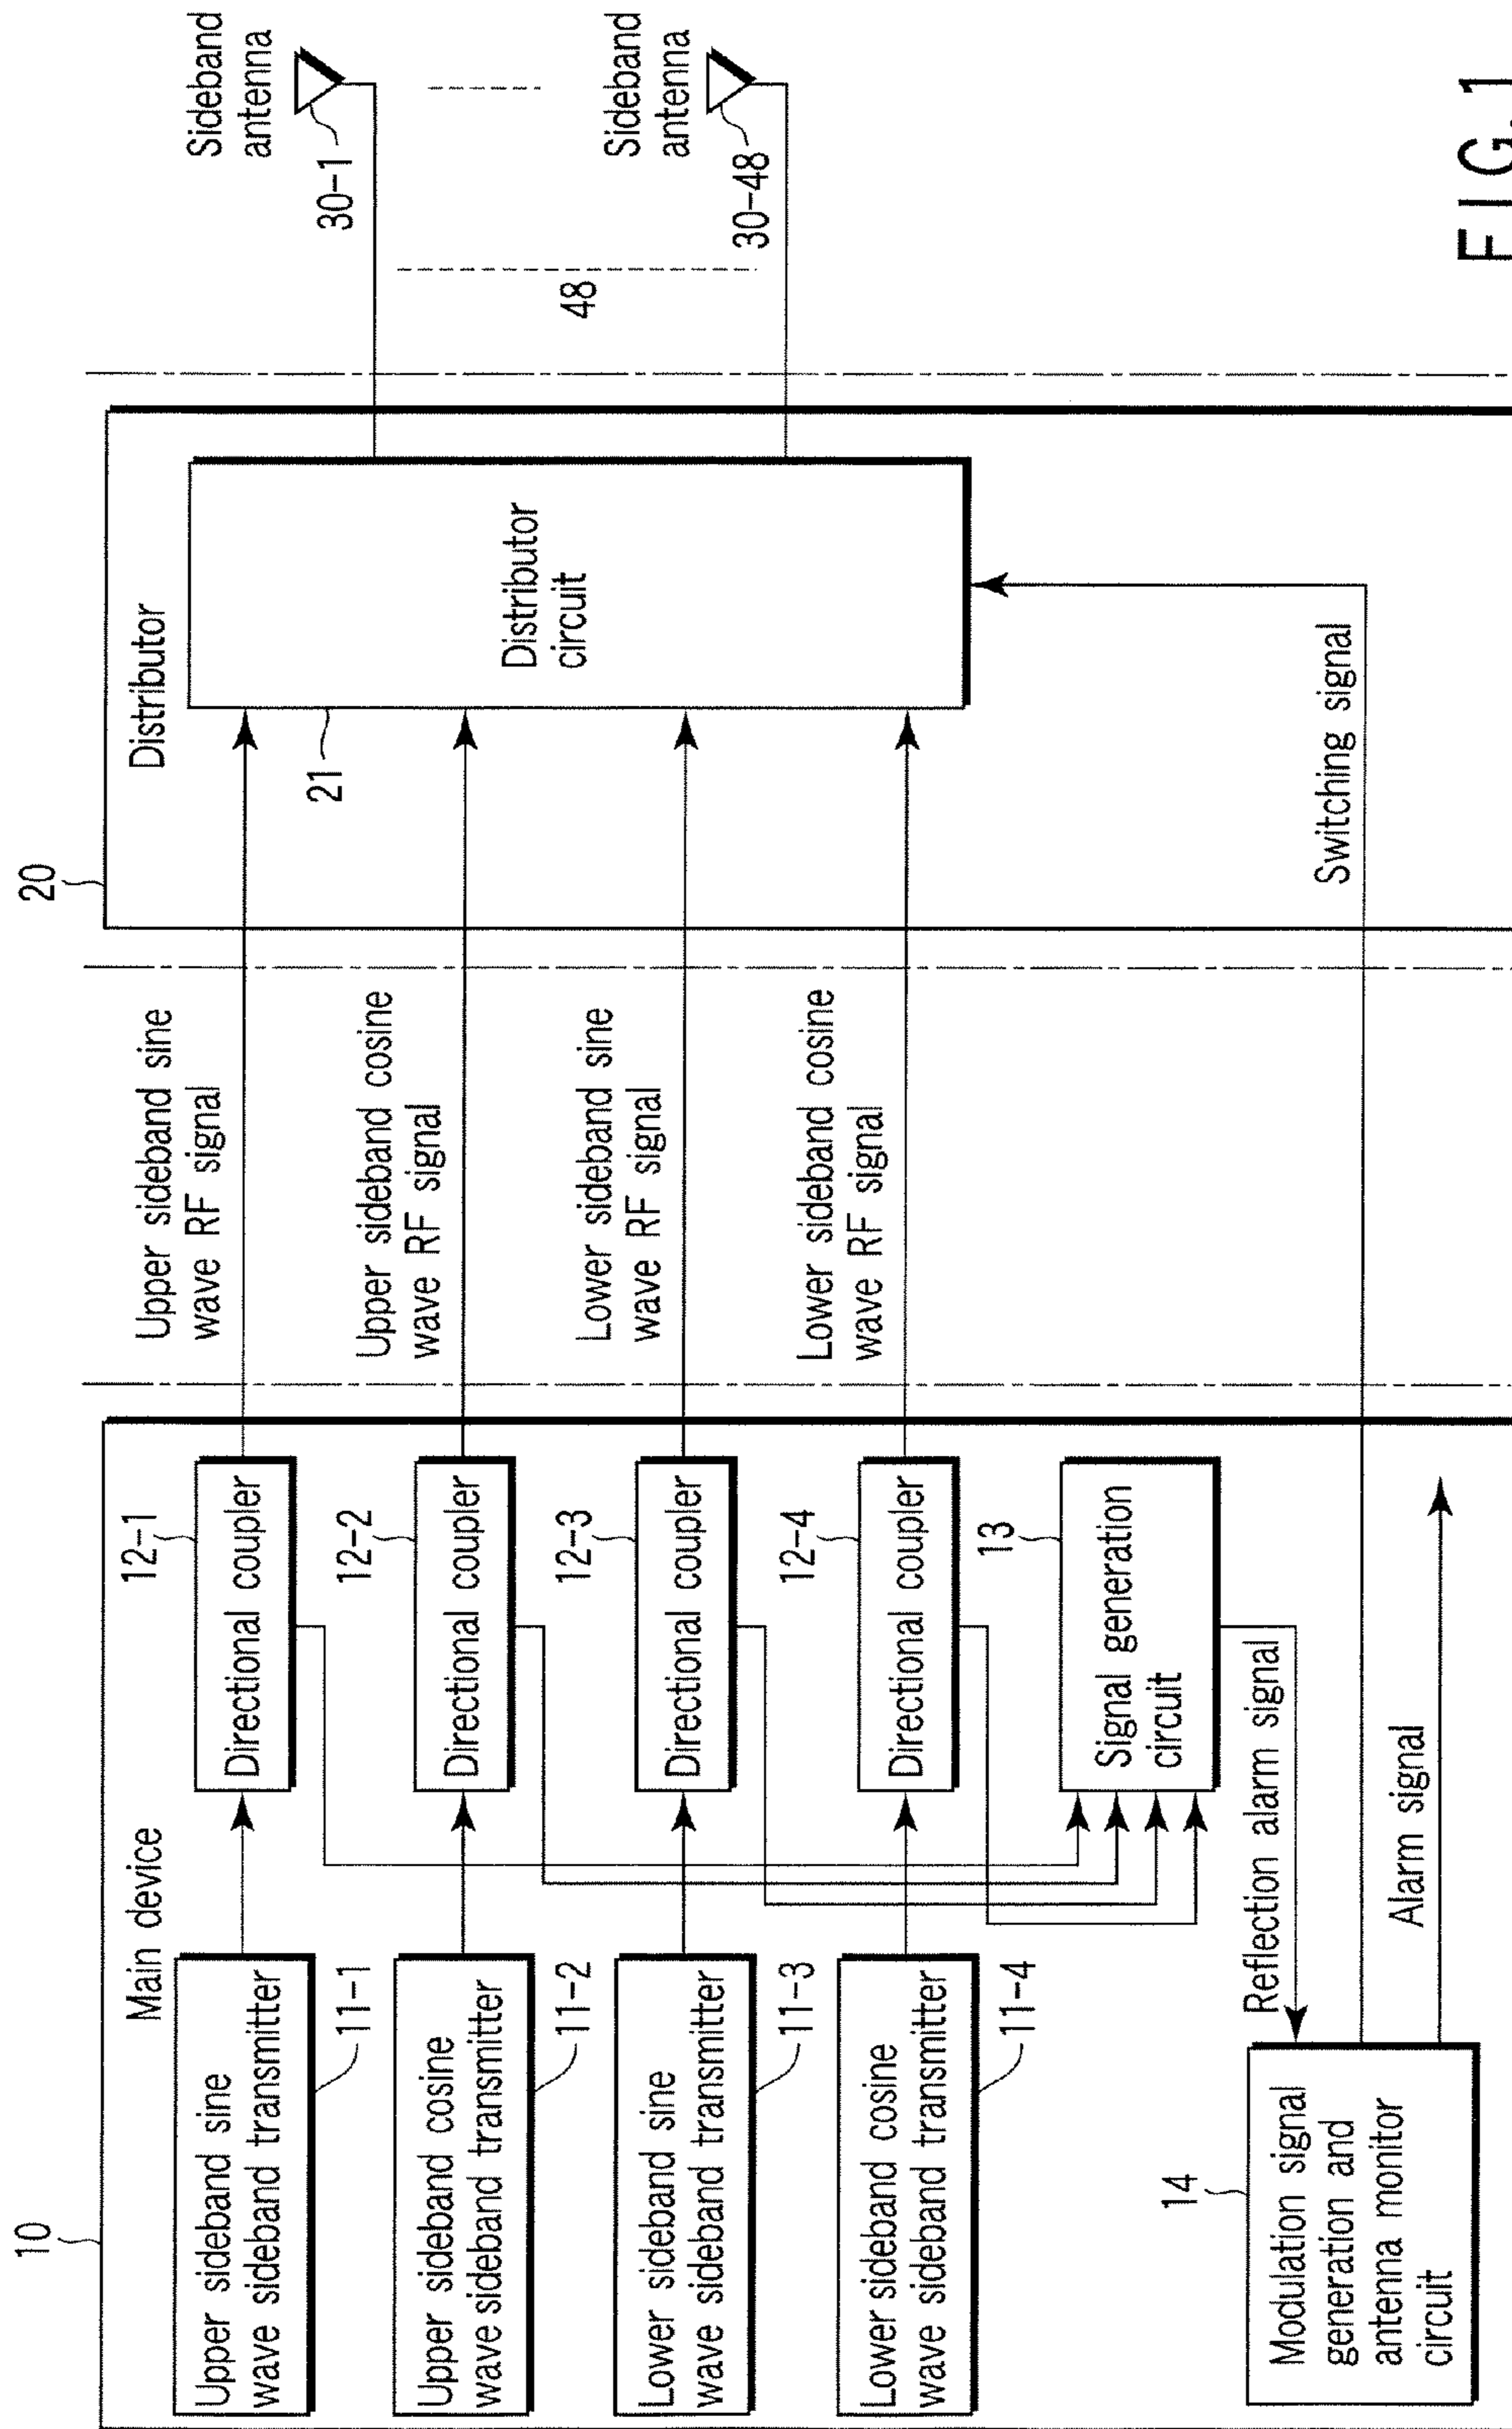 10
Main device
Upper sideband sine
wave sideband transmitter
11-1
Upper sideband cosine
wave sideband transmitter
11-2
Lower sideband sine
wave sideband transmitter
11-3
Lower sideband cosine
wave sideband transmitter
11-4
12-1
Directional coupler
12-2
Directional coupler
12-3
Directional coupler
12-4
Directional coupler
13
Signal generation
circuit
Reflection alarm signal
14
Modulation signal
generation and
antenna monitor
circuit
Alarm signal
Upper sideband sine
wave RF signal
Upper sideband cosine
wave RF signal
Lower sideband sine
wave RF signal
Lower sideband cosine
wave RF signal
20
Distributor
21
Distributor
circuit
Switching signal
Sideband
antenna
30-1
48
Sideband
antenna
30-48
FIG. 1